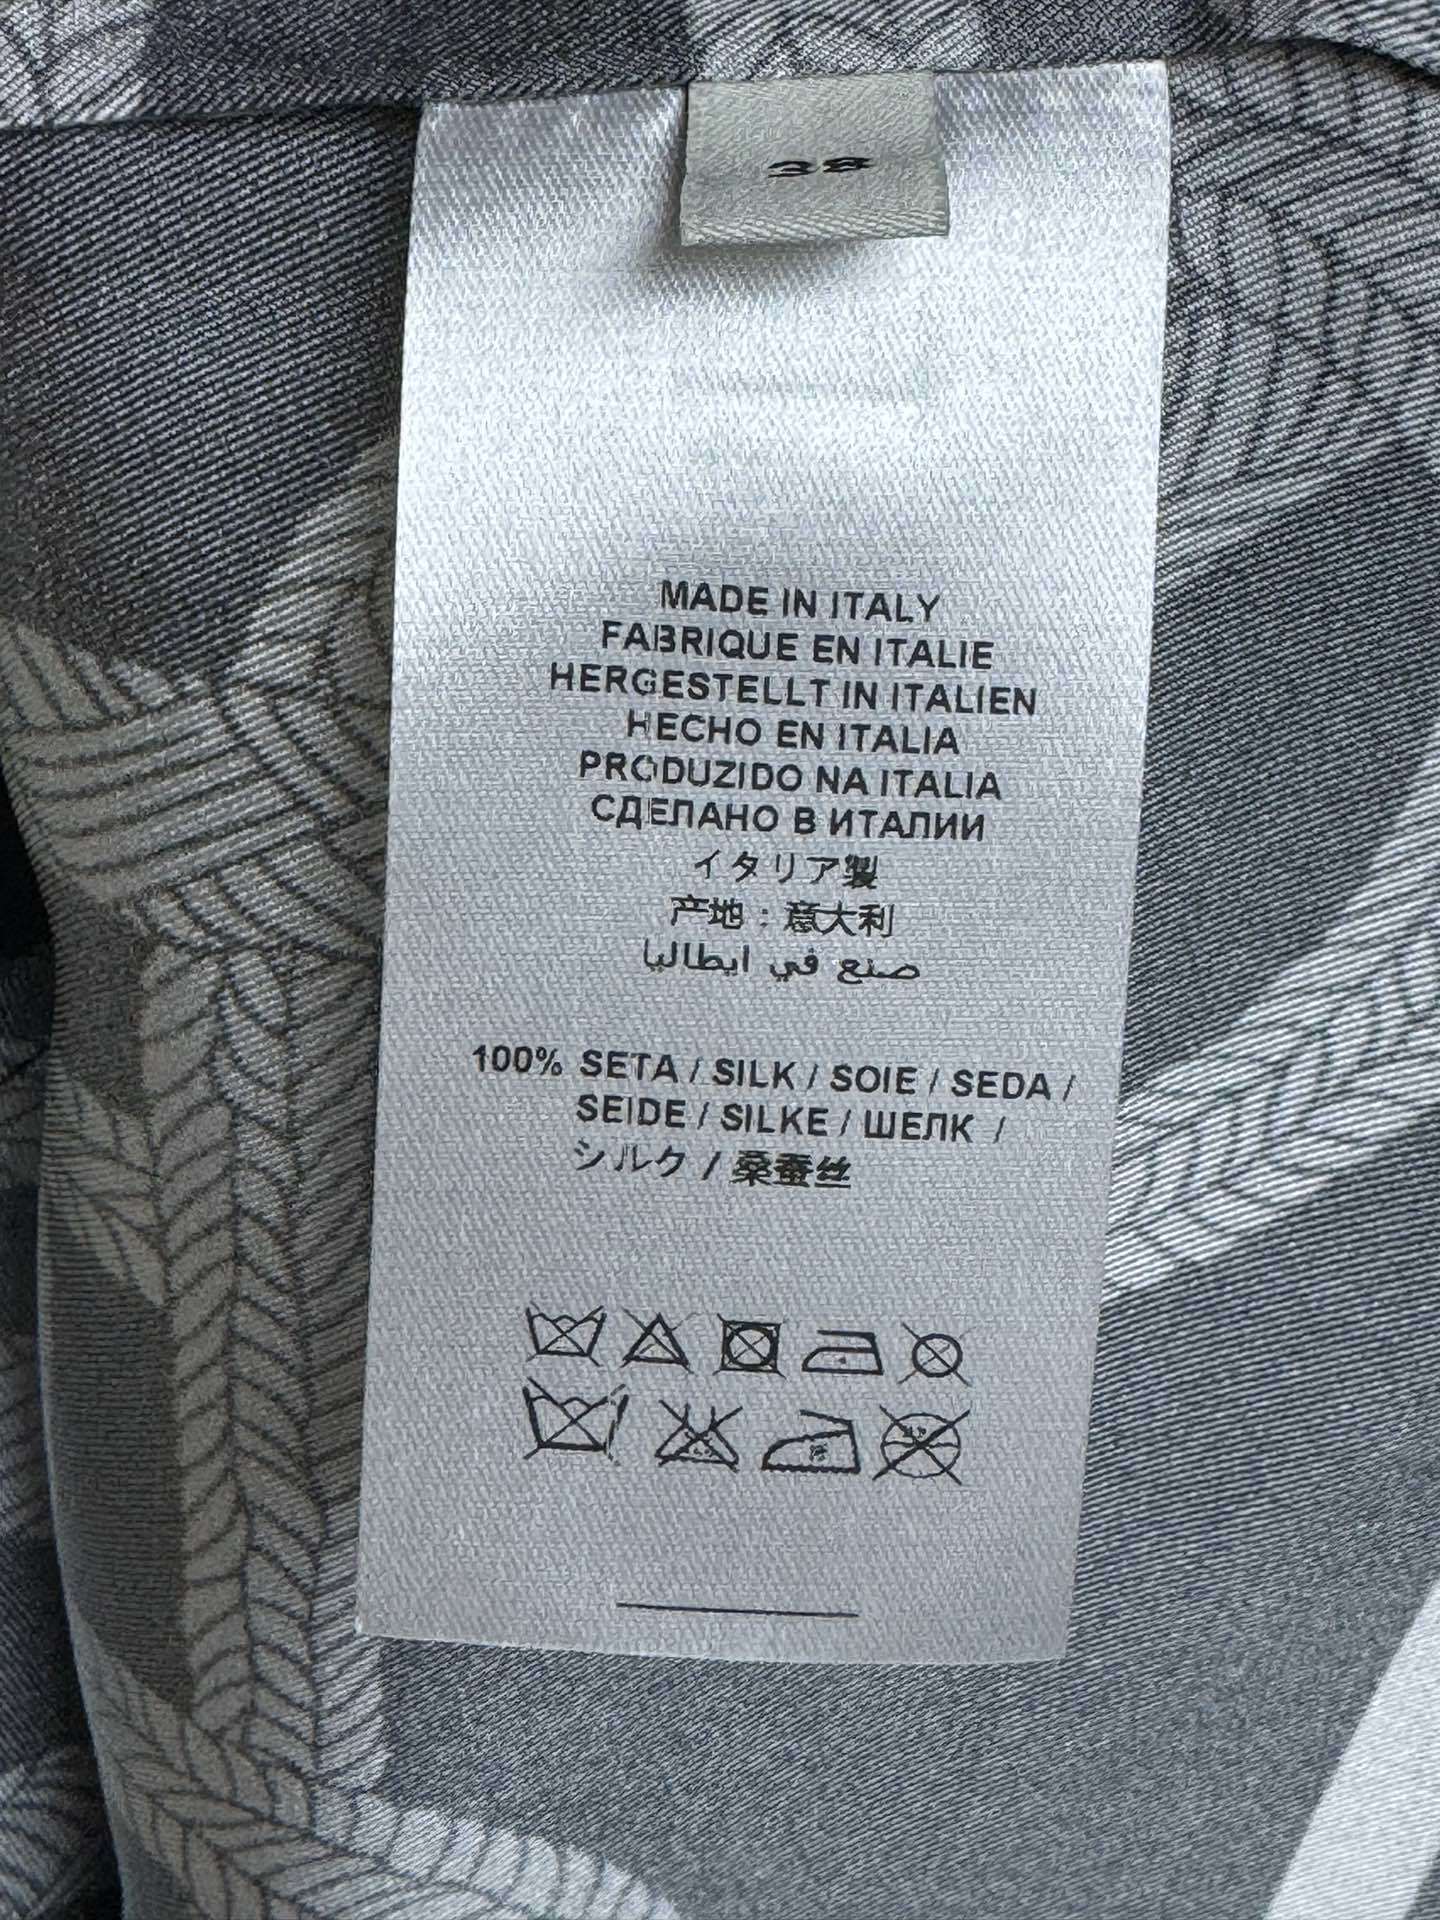 38
MADE IN ITALY
FABRIQUE EN ITALIE
HERGESTELLT IN ITALIEN
HECHO EN ITALIA
PRODUZIDO NA ITALIA
СДЕЛАНО В ИТАЛИИ
イタリア製
产地:意大利
صنع في ايطاليا
100% SETA / SILK / SOIE / SEDA /
SEIDE / SILKE / ШЕЛК /
シルク / 桑蚕丝